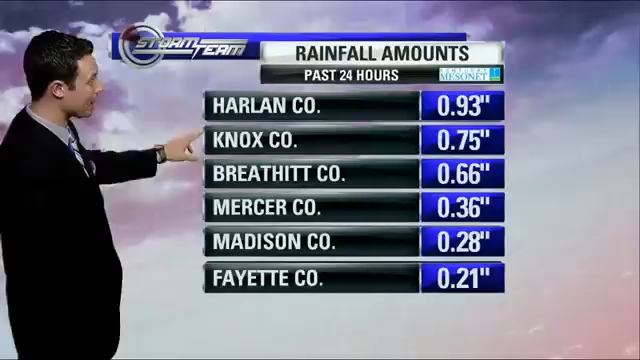 STORM TEAM
RAINFALL AMOUNTS
PAST 24 HOURS
KENTUCKY
MESONET
HARLAN CO. 0.93"
KNOX CO. 0.75"
BREATHITT CO. 0.66"
MERCER CO. 0.36"
MADISON CO. 0.28"
FAYETTE CO. 0.21"